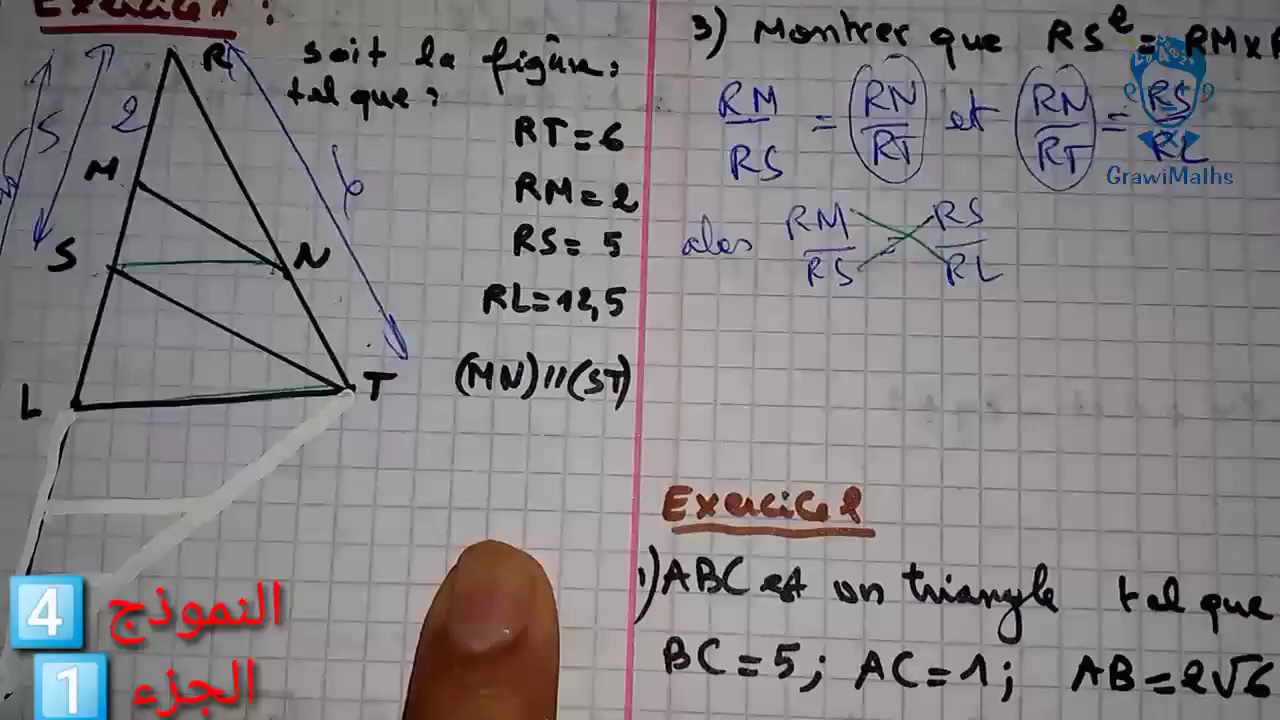 Exercice 1 :
soit la figure
tel que :
R
2
5
6
M
S
N
L
T
RT = 6
RM = 2
RS = 5
RL = 12,5
(MN) // (ST)
3) Montrer que RS² = RM x
RM/RS = RN/RT et RN/RT = RS/RL
alos RM/RS RS/RL
GrawiMaths
Exercice 2
1) ABC est un triangle tel que
BC = 5 ; AC = 1 ; AB = 2√6
4 النموذج
1 الجزء